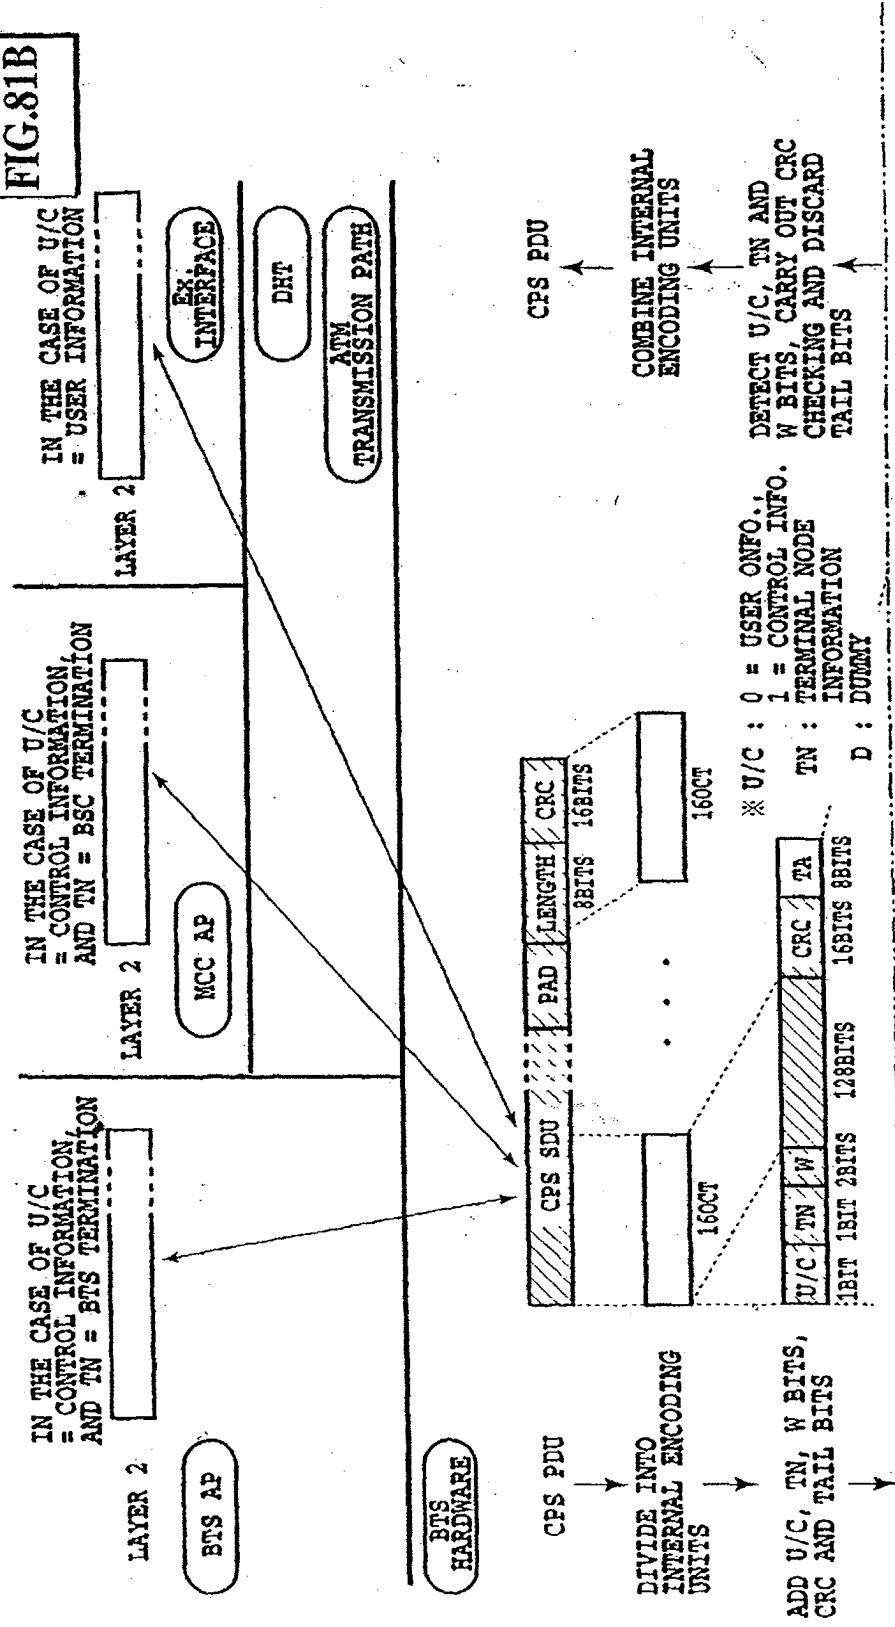 FIG.81B
IN THE CASE OF U/C
= CONTROL INFORMATION,
AND TN = BTS TERMINATION
LAYER 2
BTS AP
IN THE CASE OF U/C
= CONTROL INFORMATION,
AND TN = BSC TERMINATION
LAYER 2
MCC AP
IN THE CASE OF U/C
= USER INFORMATION
LAYER 2
EX.
INTERFACE
DHT
ATM
TRANSMISSION PATH
BTS
HARDWARE
CPS PDU
DIVIDE INTO
INTERNAL ENCODING
UNITS
ADD U/C, TN, W BITS,
CRC AND TAIL BITS
CPS SDU
PAD
LENGTH
CRC
8BITS
16BITS
16OCT
16OCT
U/C
TN
W
CRC
TA
1BIT
1BIT
2BITS
128BITS
16BITS
8BITS
※ U/C : 0 = USER ONFO.,
1 = CONTROL INFO.
TN : TERMINAL NODE
INFORMATION
D : DUMMY
CPS PDU
COMBINE INTERNAL
ENCODING UNITS
DETECT U/C, TN AND
W BITS, CARRY OUT CRC
CHECKING AND DISCARD
TAIL BITS